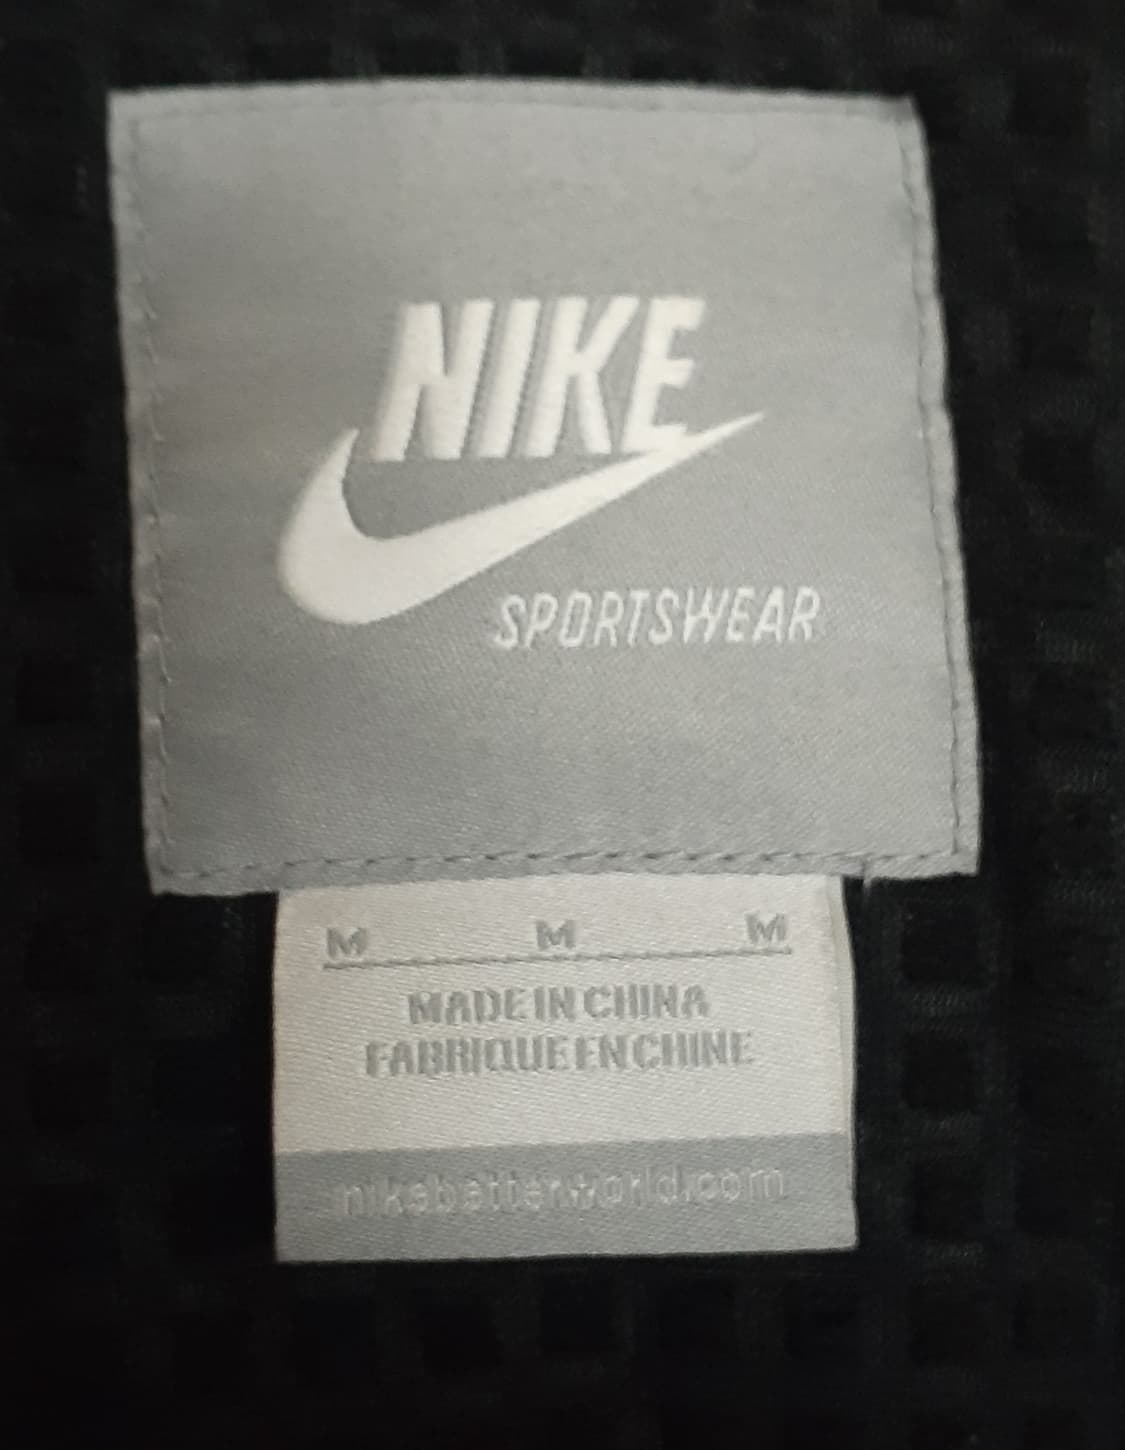 NIKE
SPORTSWEAR
M M M
MADE IN CHINA
FABRIQUE EN CHINE
nikebetterworld.com